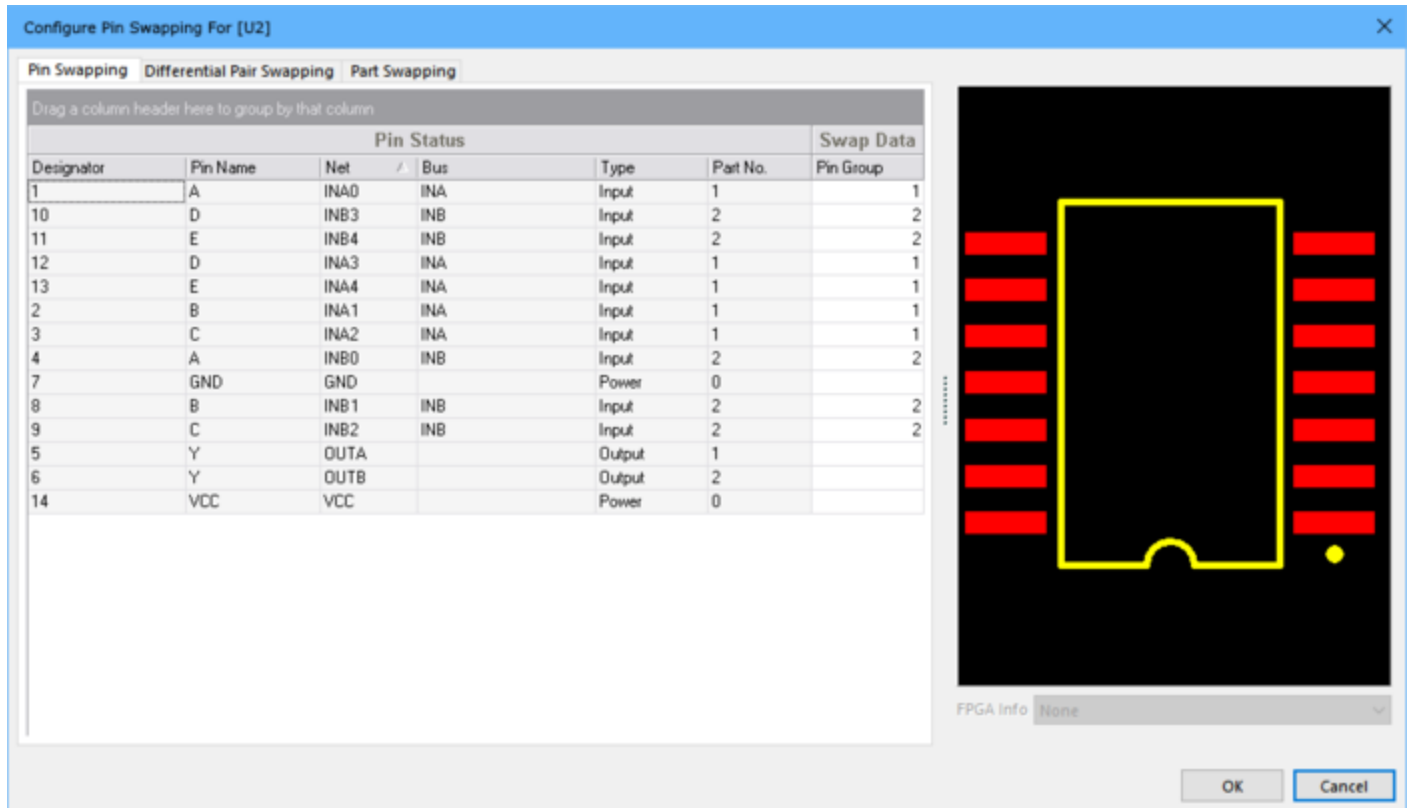 Configure Pin Swapping For [U2]
Pin Swapping Differential Pair Swapping Part Swapping
Drag a column header here to group by that column
Pin Status Swap Data
Designator Pin Name Net Bus Type Part No. Pin Group
1 A INA0 INA Input 1 1
10 D INB3 INB Input 2 2
11 E INB4 INB Input 2 2
12 D INA3 INA Input 1 1
13 E INA4 INA Input 1 1
2 B INA1 INA Input 1 1
3 C INA2 INA Input 1 1
4 A INB0 INB Input 2 2
7 GND GND Power 0
8 B INB1 INB Input 2 2
9 C INB2 INB Input 2 2
5 Y OUTA Output 1
6 Y OUTB Output 2
14 VCC VCC Power 0
FPGA Info None
OK Cancel